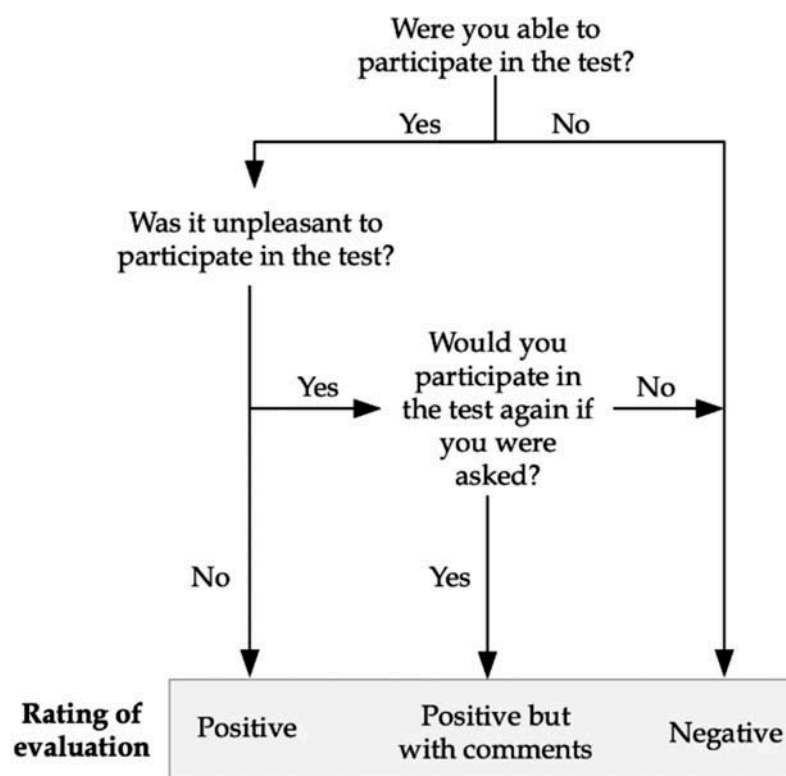 Were you able to
participate in the test?
Yes
No
Was it unpleasant to
participate in the test?
Would you
participate in
the test again if
you were
asked?
Yes
No
No
Yes
Rating of
evaluation
Positive
Positive but
with comments
Negative